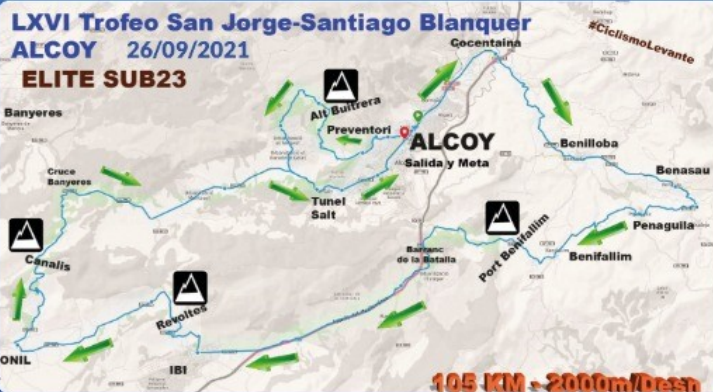 LXVI Trofeo San Jorge-Santiago Blanquer
ALCOY 26/09/2021
ELITE SUB23
#CiclismoLevante
Cocentaina
Alt Buitrera
Banyeres
Preventori
ALCOY
Salida y Meta
Benilloba
Benasau
Cruce
Banyeres
Tunel
Salt
Penaguila
Canalis
Port Benifallim
Barranc
de la Batalla
Benifallim
Revoltes
ONIL
IBI
105 KM - 2000m/Desn